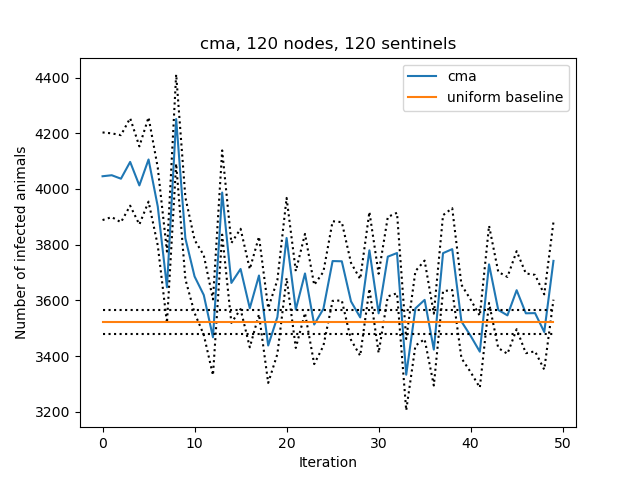 cma, 120 nodes, 120 sentinels
cma
uniform baseline
Number of infected animals
4400
4200
4000
3800
3600
3400
3200
0 10 20 30 40 50
Iteration